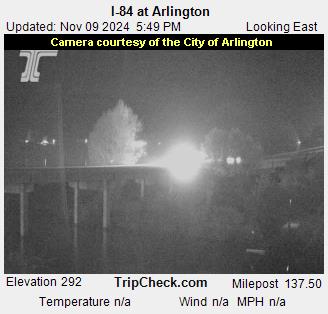 I-84 at Arlington
Updated: Nov 09 2024 5:49 PM Looking East
Camera courtesy of the City of Arlington
Elevation 292 TripCheck.com Milepost 137.50
Temperature n/a Wind n/a MPH n/a